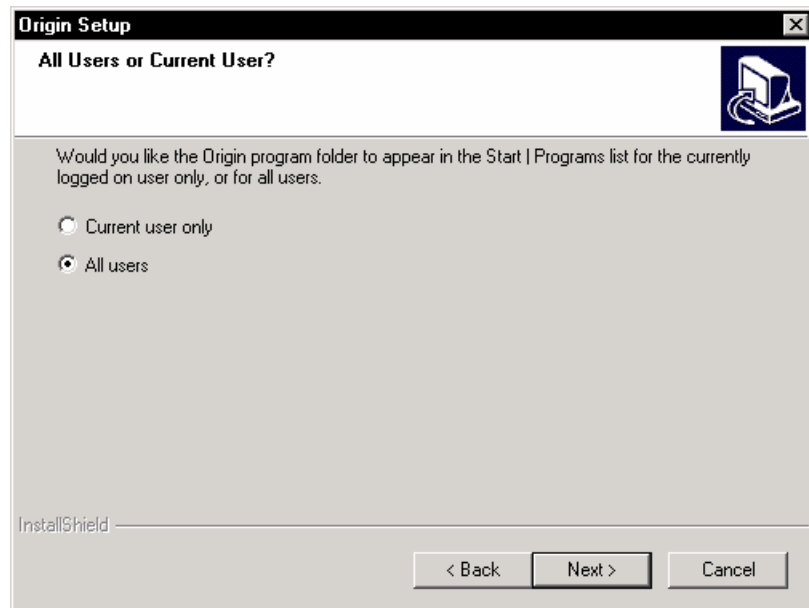 Origin Setup
All Users or Current User?
Would you like the Origin program folder to appear in the Start | Programs list for the currently
logged on user only, or for all users.
Current user only
All users
InstallShield
< Back
Next >
Cancel